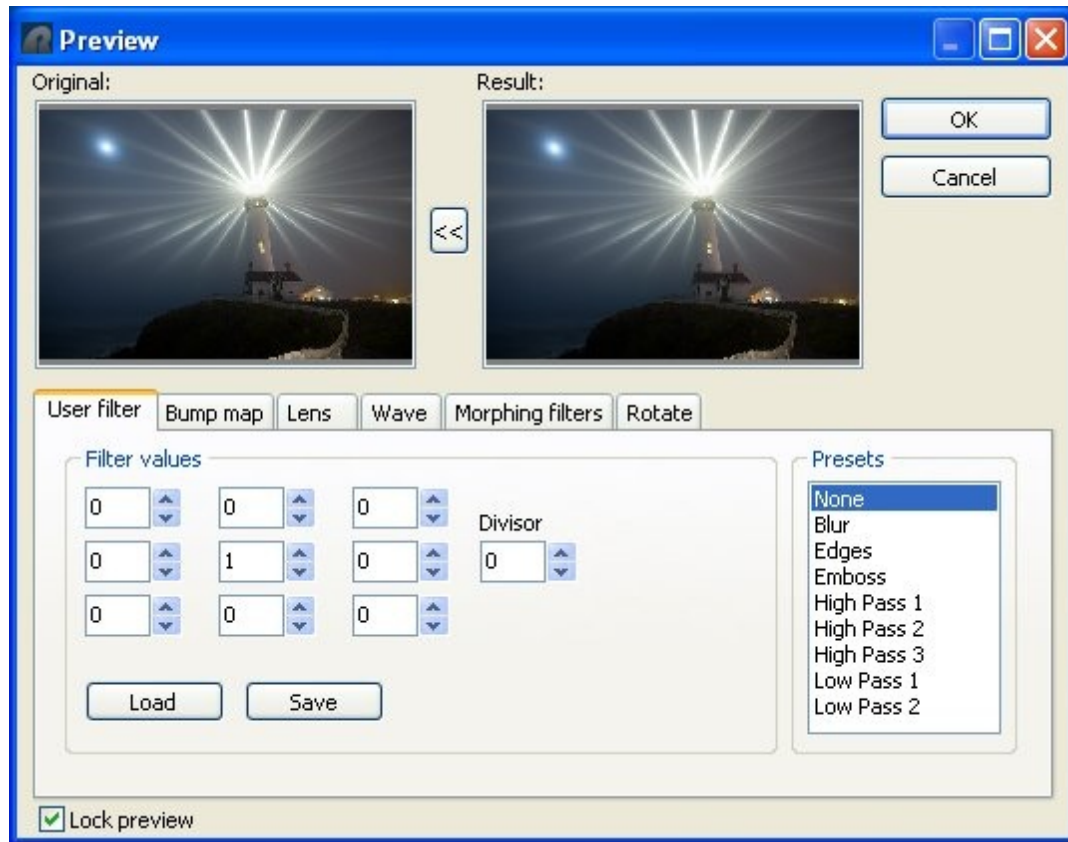 Preview
Original:
Result:
OK
Cancel
<<
User filter
Bump map
Lens
Wave
Morphing filters
Rotate
Filter values
0 0 0
Divisor
0 1 0 0
0 0 0
Load
Save
Presets
None
Blur
Edges
Emboss
High Pass 1
High Pass 2
High Pass 3
Low Pass 1
Low Pass 2
Lock preview